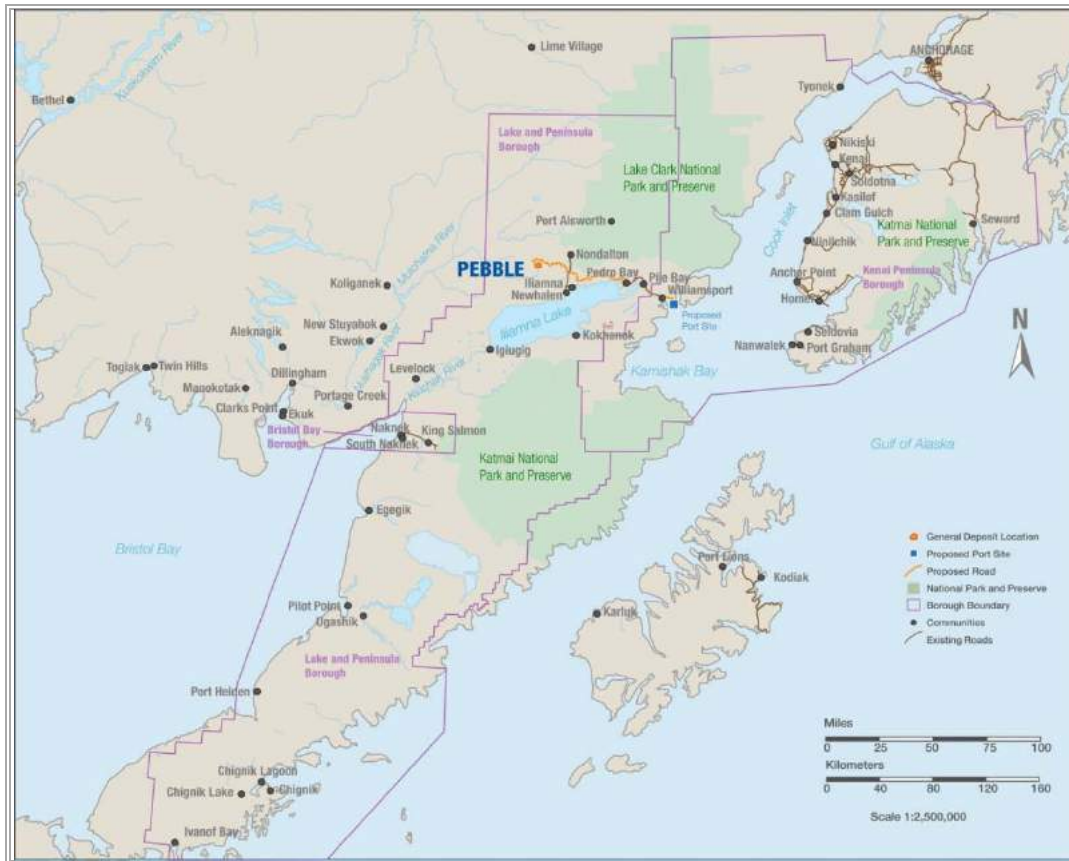 Lime Village
ANCHORAGE
Kuskokwim River
Bethel
Tyonek
Lake and Peninsula
Borough
Nikiski
Kenai
Soldotna
Lake Clark National
Park and Preserve
Kasilof
Clam Gulch
Katmai National
Park and Preserve
Seward
Port Alsworth
Cook Inlet
Ninilchik
Nondalton
PEBBLE
Kenai Peninsula
Borough
Mulchatna River
Koliganek
Pedro Bay
Pile Bay
Iliamna
Newhalen
Williamsport
Anchor Point
Homer
Proposed
Port Site
Iliamna Lake
New Stuyahok
Ekwok
Aleknagik
Kokhanok
Igiugig
Seldovia
Nanwalek
Port Graham
N
Nushagak River
Togiak
Twin Hills
Levelock
Kvichak River
Kamishak Bay
Manokotak
Dillingham
Portage Creek
Clarks Point
Ekuk
Bristol Bay
Borough
Naknek
King Salmon
South Naknek
Gulf of Alaska
Katmai National
Park and Preserve
Egegik
Bristol Bay
General Deposit Location
Proposed Port Site
Proposed Road
National Park and Preserve
Borough Boundary
Communities
Existing Roads
Port Lions
Kodiak
Karluk
Pilot Point
Ugashik
Lake and Peninsula
Borough
Port Heiden
Miles
0 25 50 75 100
Kilometers
0 40 80 120 160
Scale 1:2,500,000
Chignik Lagoon
Chignik Lake
Chignik
Ivanof Bay